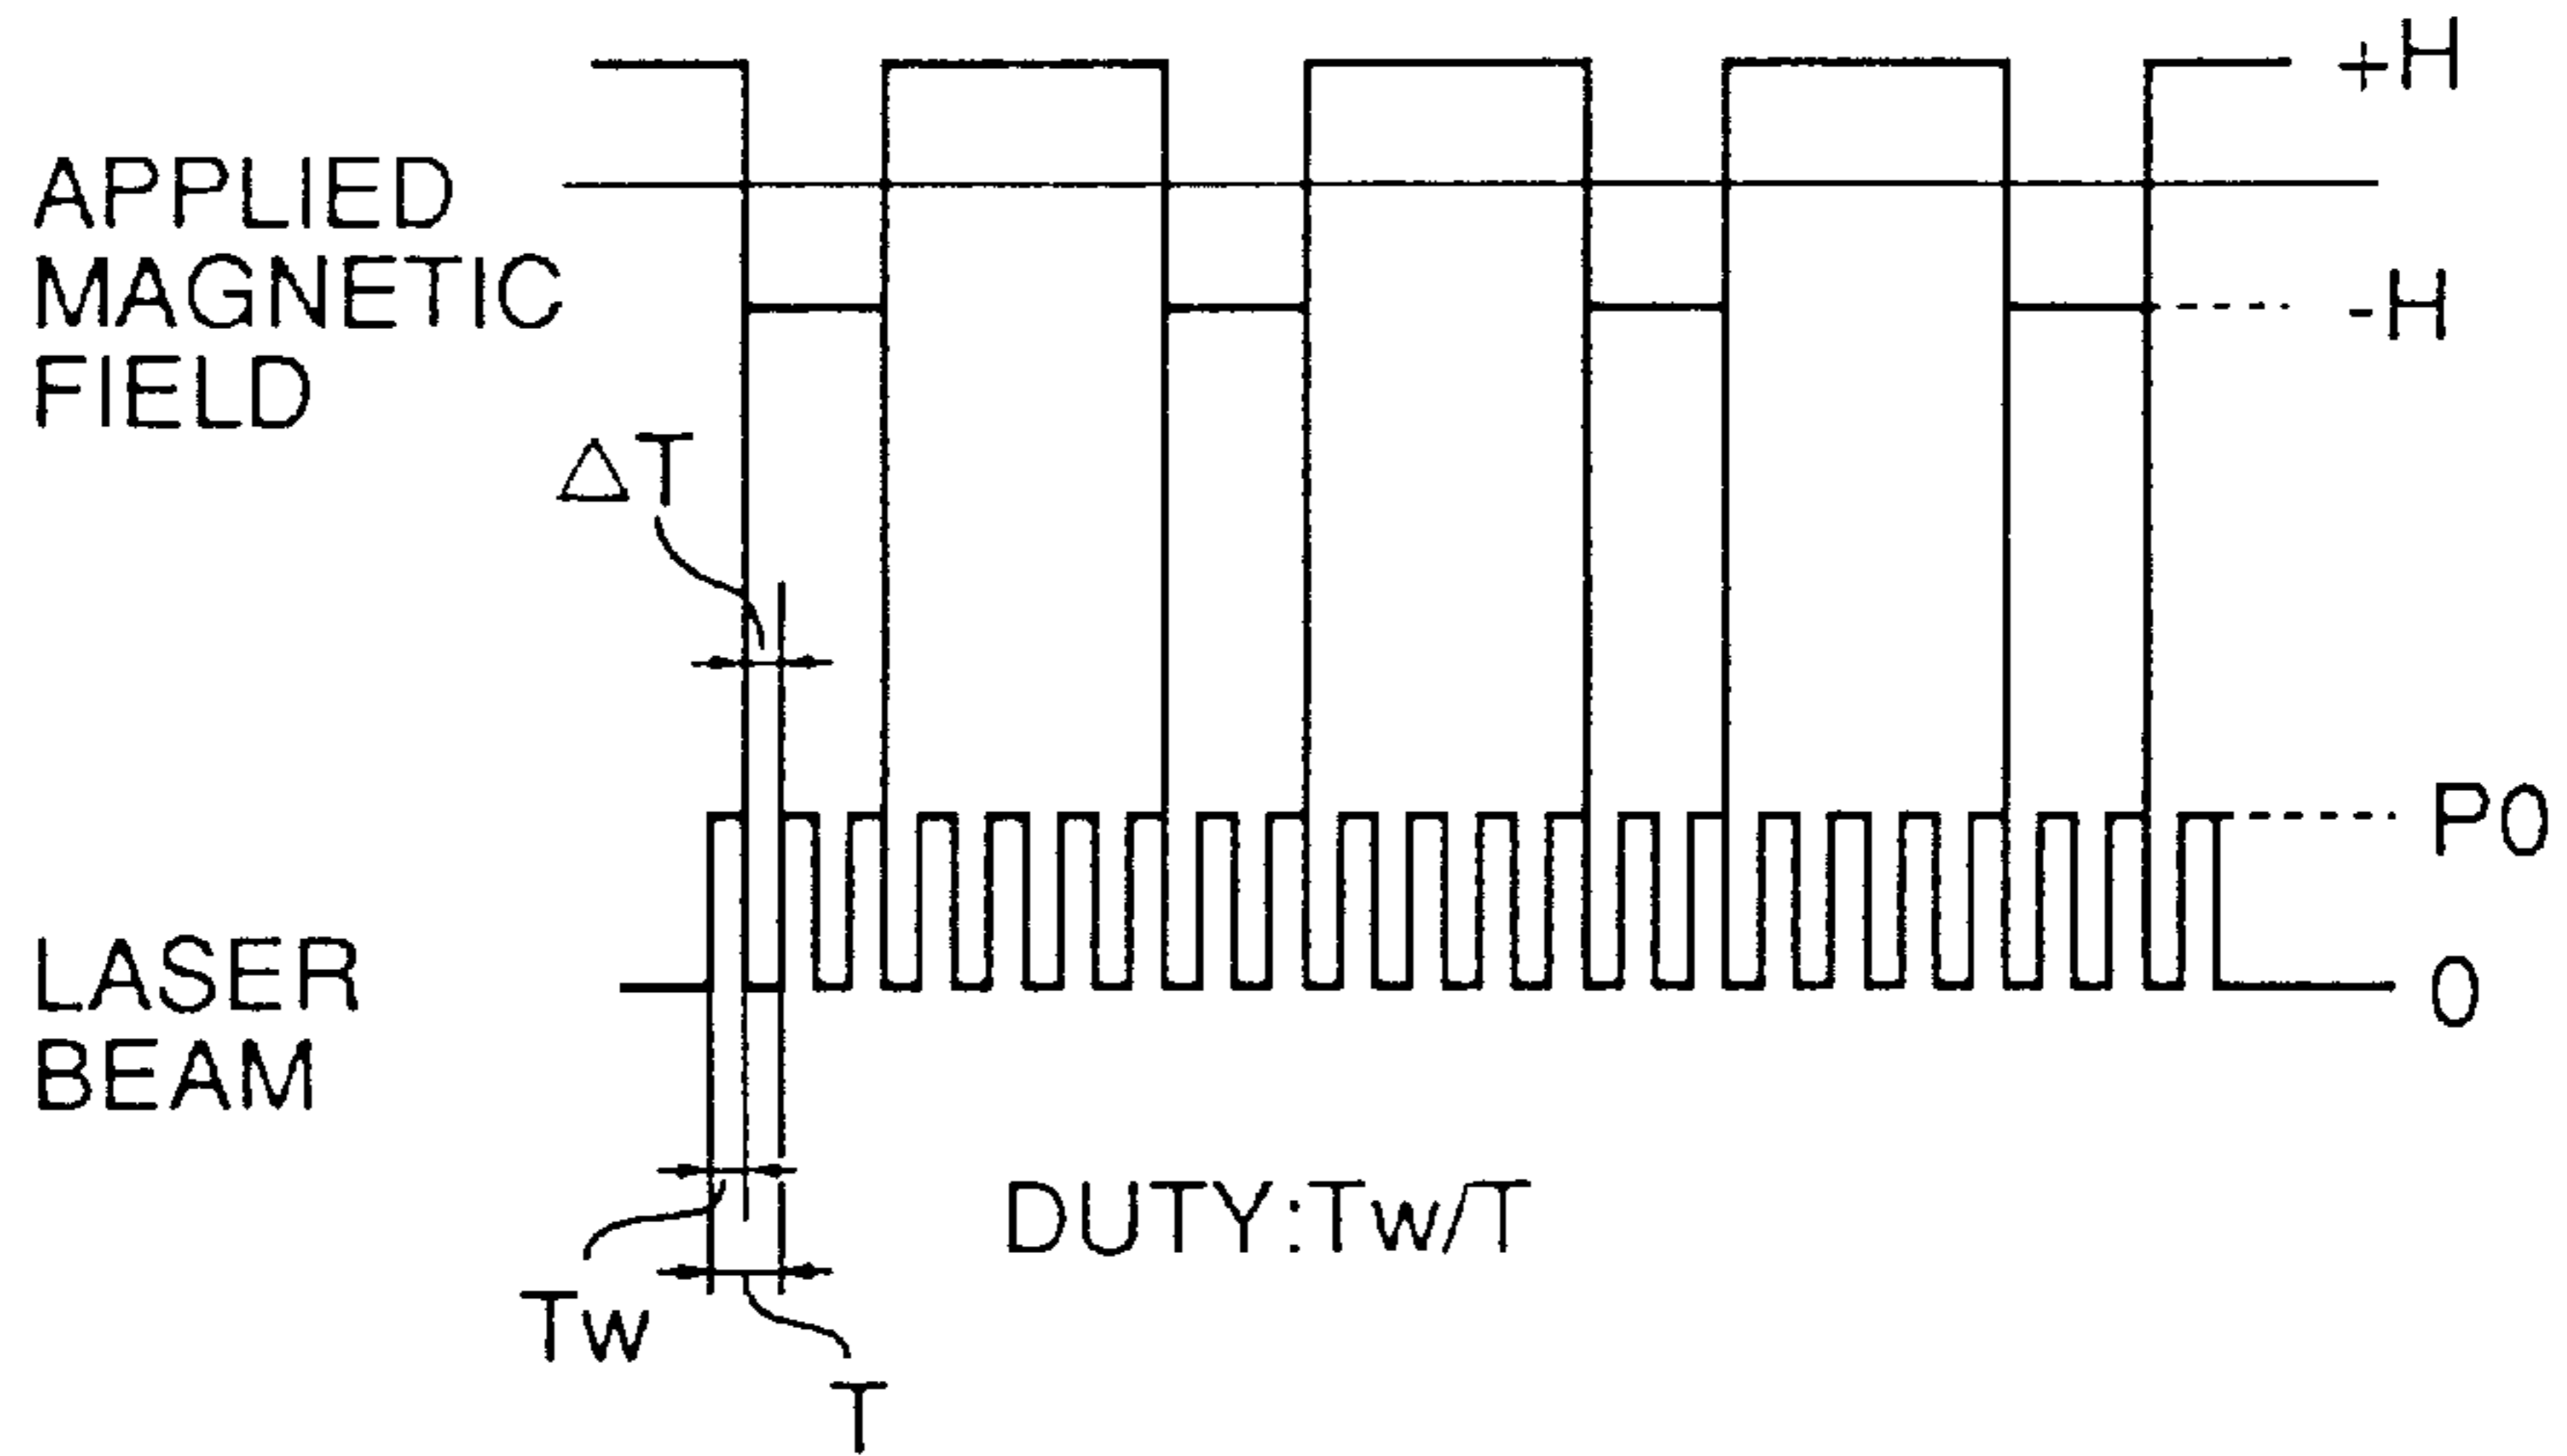 +H
APPLIED
MAGNETIC
FIELD
-H
ΔT
P0
LASER
BEAM
0
DUTY:Tw/T
Tw
T